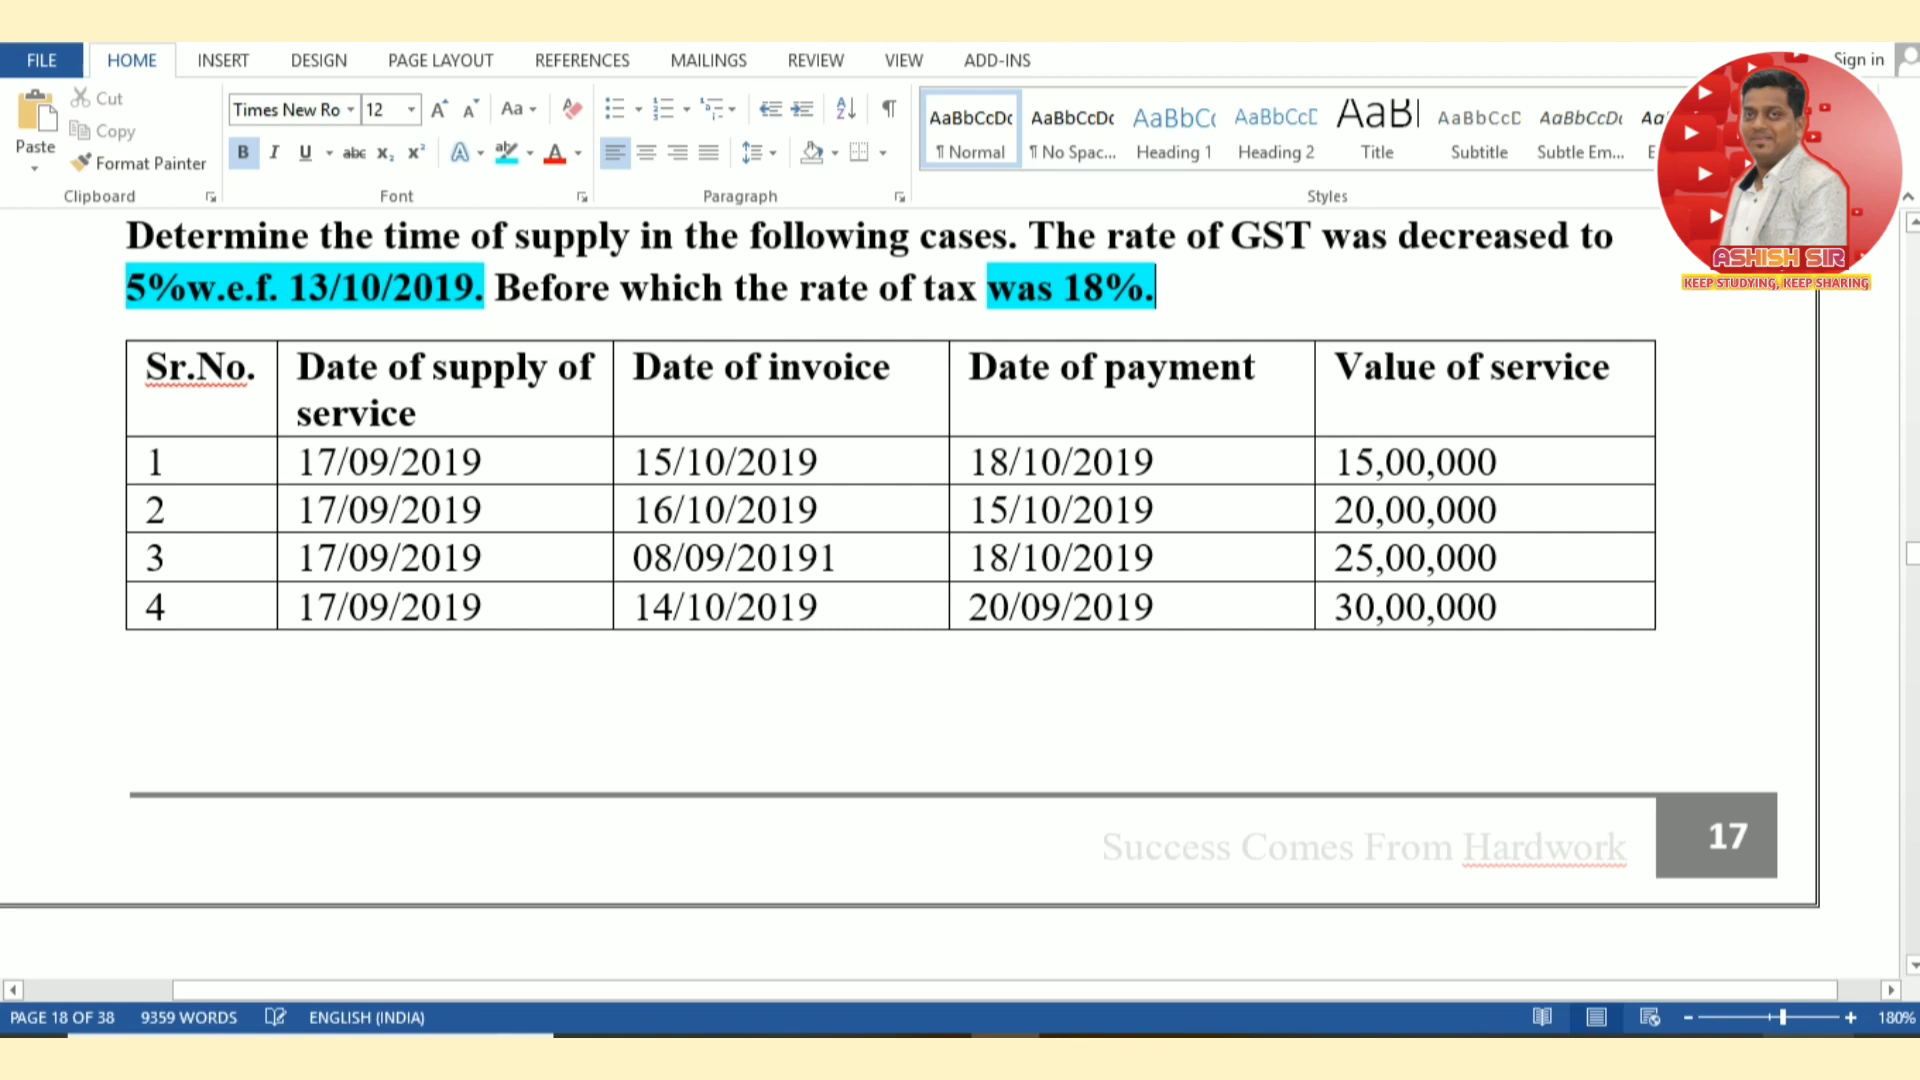 FILE HOME INSERT DESIGN PAGE LAYOUT REFERENCES MAILINGS REVIEW VIEW ADD-INS Sign in
Cut
Copy
Format Painter
Paste
Clipboard
Times New Ro 12
Font
Paragraph
AaBbCcDc AaBbCcDc AaBbC AaBbCcD AaB AaBbCcD AaBbCcDc Aa
¶ Normal ¶ No Spac... Heading 1 Heading 2 Title Subtitle Subtle Em... E
Styles
ASHISH SIR
KEEP STUDYING, KEEP SHARING
Determine the time of supply in the following cases. The rate of GST was decreased to
5%w.e.f. 13/10/2019. Before which the rate of tax was 18%.
Sr.No. Date of supply of service Date of invoice Date of payment Value of service
1 17/09/2019 15/10/2019 18/10/2019 15,00,000
2 17/09/2019 16/10/2019 15/10/2019 20,00,000
3 17/09/2019 08/09/20191 18/10/2019 25,00,000
4 17/09/2019 14/10/2019 20/09/2019 30,00,000
Success Comes From Hardwork 17
PAGE 18 OF 38 9359 WORDS ENGLISH (INDIA) 180%